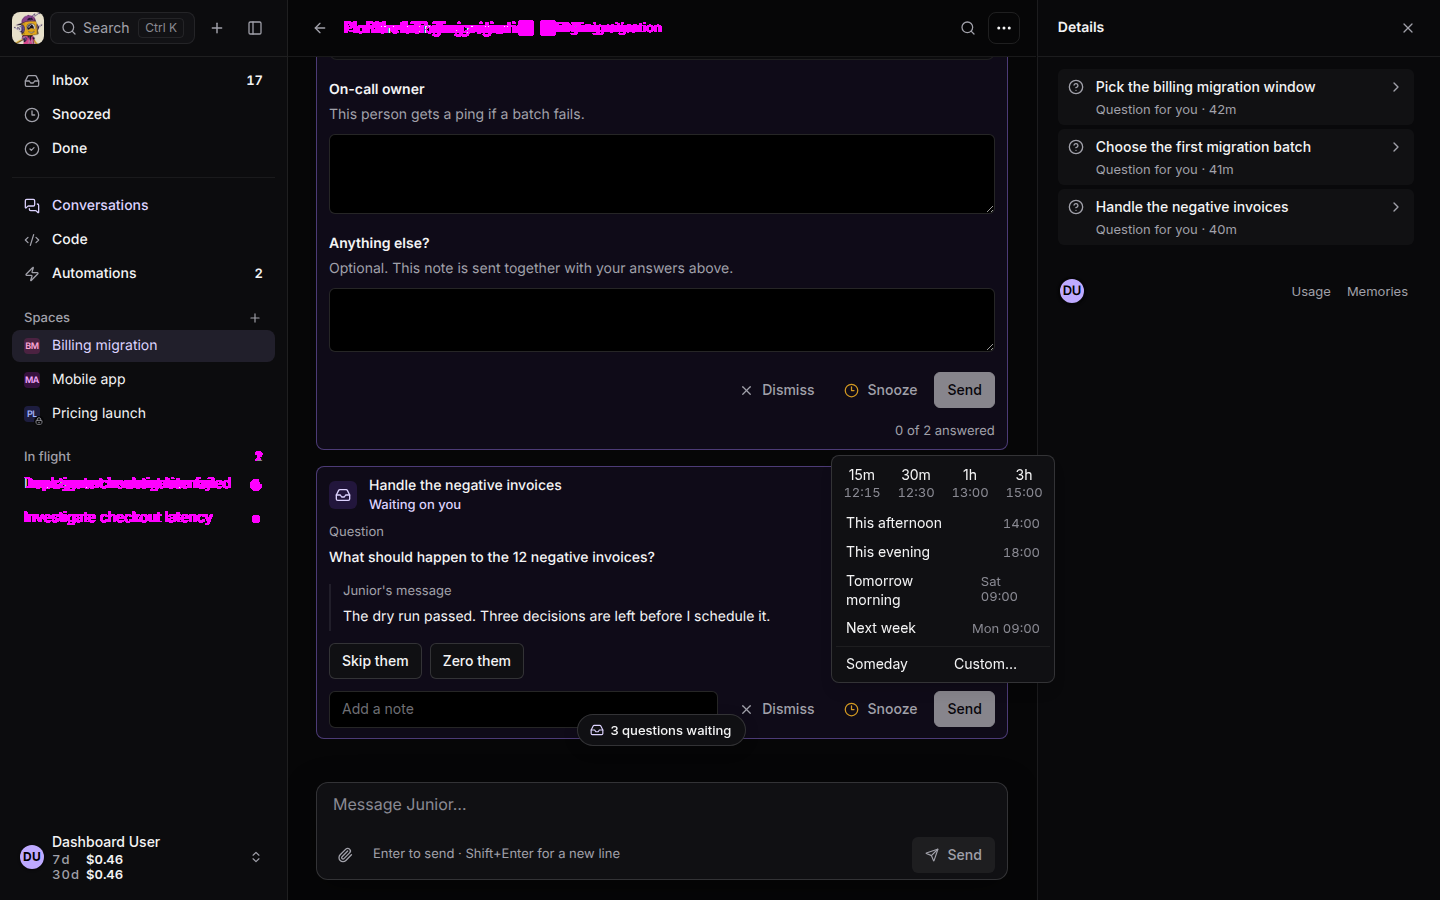 Search Ctrl K
Inbox 17
Snoozed
Done
Conversations
Code
Automations 2
Spaces
BM Billing migration
MA Mobile app
PL Pricing launch
In flight
Investigate checkout latency
DU Dashboard User
7d $0.46
30d $0.46
On-call owner
This person gets a ping if a batch fails.
Anything else?
Optional. This note is sent together with your answers above.
Dismiss Snooze Send
0 of 2 answered
Handle the negative invoices
Waiting on you
Question
What should happen to the 12 negative invoices?
Junior's message
The dry run passed. Three decisions are left before I schedule it.
Skip them Zero them
Add a note Dismiss Snooze Send
3 questions waiting
15m 30m 1h 3h
12:15 12:30 13:00 15:00
This afternoon 14:00
This evening 18:00
Tomorrow morning Sat 09:00
Next week Mon 09:00
Someday Custom...
Message Junior...
Enter to send · Shift+Enter for a new line Send
Details
Pick the billing migration window
Question for you · 42m
Choose the first migration batch
Question for you · 41m
Handle the negative invoices
Question for you · 40m
DU Usage Memories